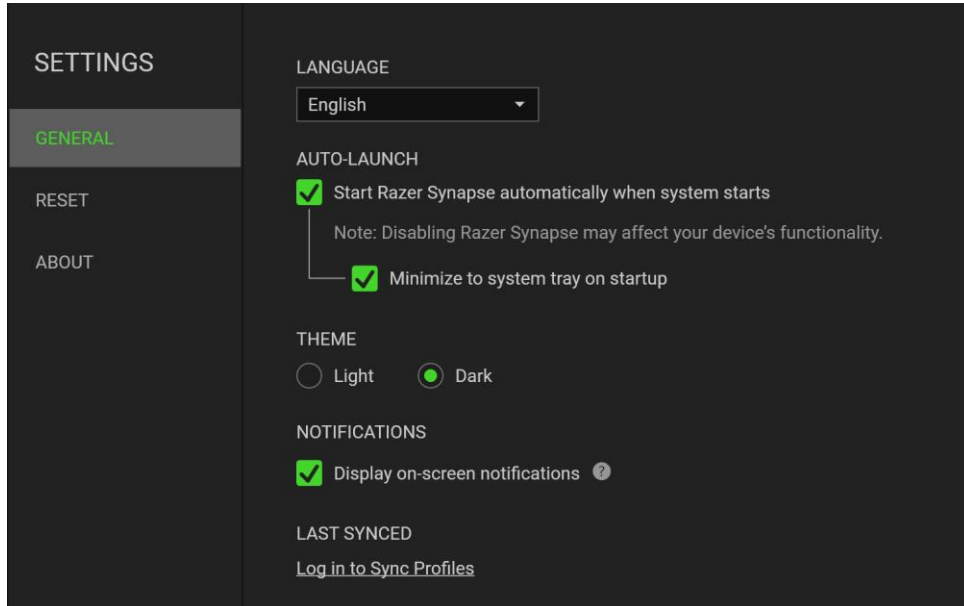 SETTINGS
GENERAL
RESET
ABOUT
LANGUAGE
English
AUTO-LAUNCH
Start Razer Synapse automatically when system starts
Note: Disabling Razer Synapse may affect your device’s functionality.
Minimize to system tray on startup
THEME
Light Dark
NOTIFICATIONS
Display on-screen notifications ?
LAST SYNCED
Log in to Sync Profiles